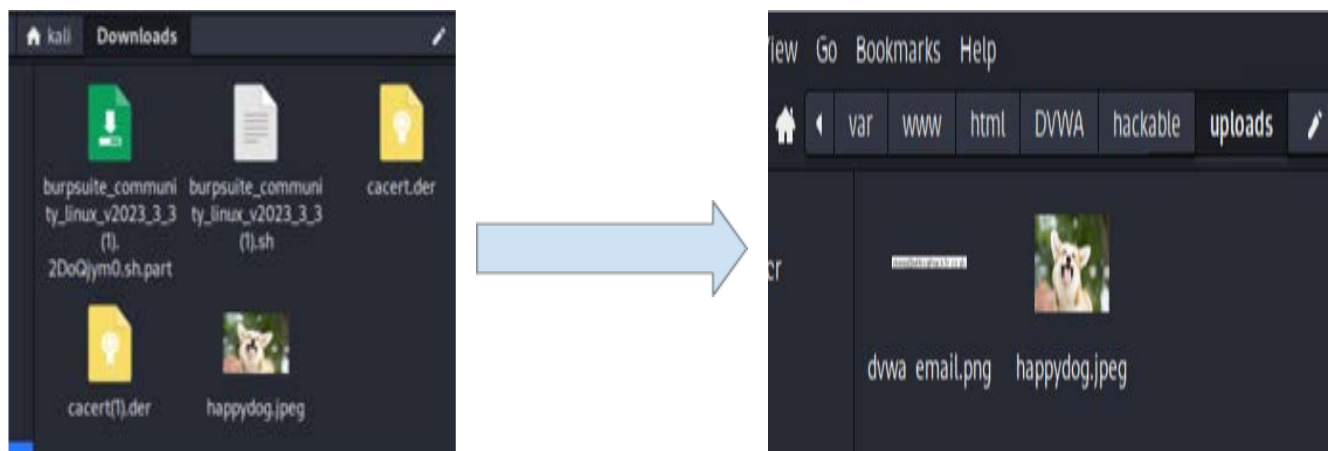 kali Downloads
burpsuite_communi
ty_linux_v2023_3_3
(1).
2DoQjym0.sh.part
burpsuite_communi
ty_linux_v2023_3_3
(1).sh
cacert.der
cacert(1).der
happydog.jpeg
View Go Bookmarks Help
var www html DVWA hackable uploads
er
dvwa email.png
happydog.jpeg